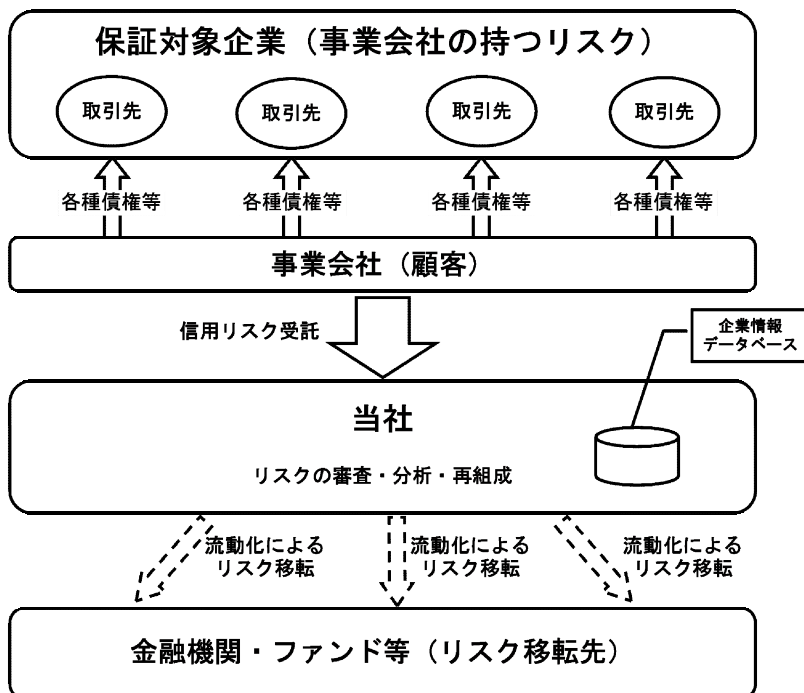 保証対象企業（事業会社の持つリスク）
取引先 取引先 取引先 取引先
各種債権等 各種債権等 各種債権等 各種債権等
事業会社（顧客）
信用リスク受託
企業情報
データベース
当社
リスクの審査・分析・再組成
流動化による 流動化による 流動化による
リスク移転 リスク移転 リスク移転
金融機関・ファンド等（リスク移転先）